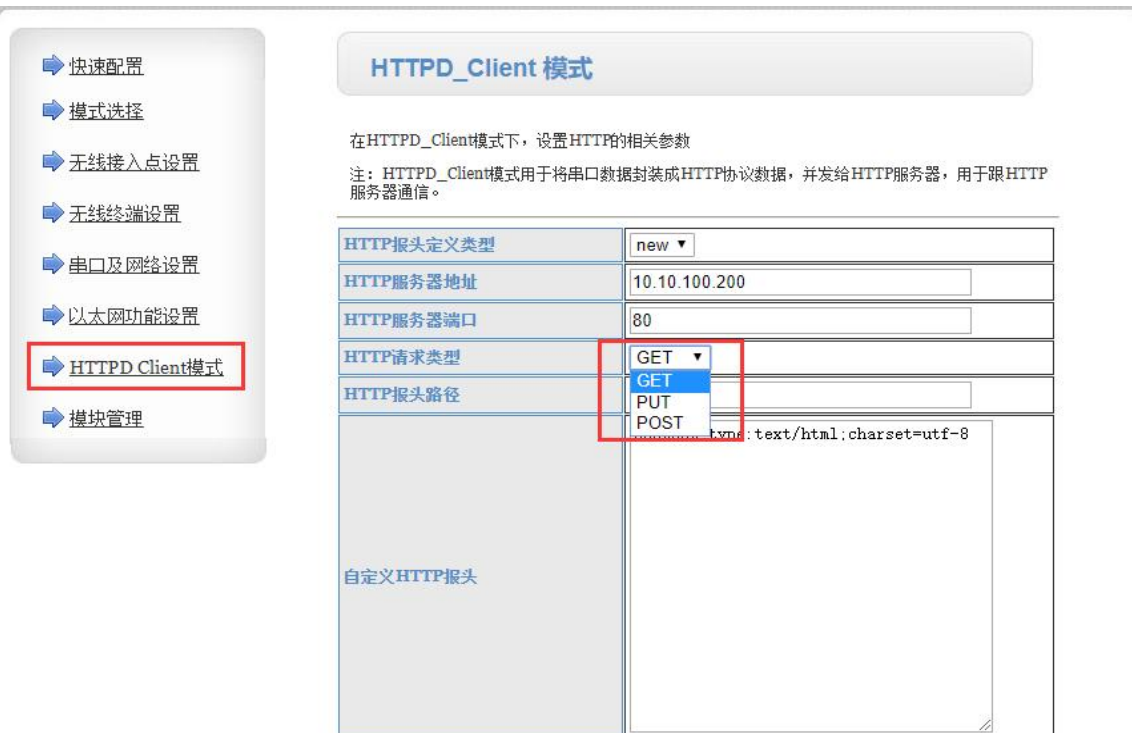 快速配置
模式选择
无线接入点设置
无线终端设置
串口及网络设置
以太网功能设置
HTTPD Client模式
模块管理
HTTPD_Client 模式
在HTTPD_Client模式下，设置HTTP的相关参数
注：HTTPD_Client模式用于将串口数据封装成HTTP协议数据，并发给HTTP服务器，用于跟HTTP
服务器通信。
HTTP报头定义类型 new
HTTP服务器地址 10.10.100.200
HTTP服务器端口 80
HTTP请求类型 GET
GET
PUT
POST
HTTP报头路径
type:text/html;charset=utf-8
自定义HTTP报头